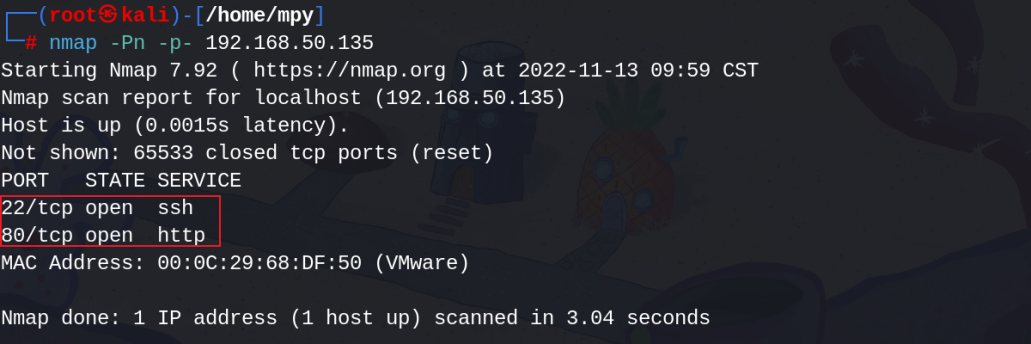 ┌──(root㉿kali)-[/home/mpy]
└─# nmap -Pn -p- 192.168.50.135
Starting Nmap 7.92 ( https://nmap.org ) at 2022-11-13 09:59 CST
Nmap scan report for localhost (192.168.50.135)
Host is up (0.0015s latency).
Not shown: 65533 closed tcp ports (reset)
PORT   STATE SERVICE
22/tcp open  ssh
80/tcp open  http
MAC Address: 00:0C:29:68:DF:50 (VMware)

Nmap done: 1 IP address (1 host up) scanned in 3.04 seconds